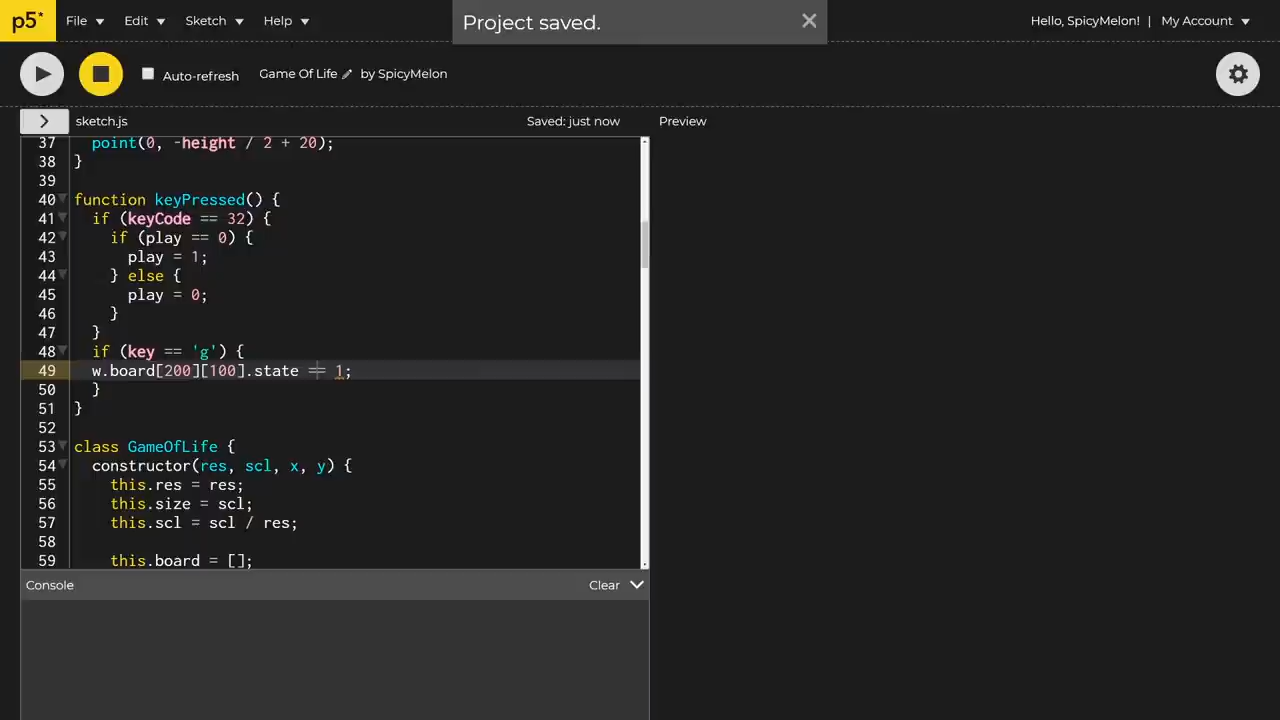 p5* File Edit Sketch Help Project saved. Hello, SpicyMelon! | My Account
Auto-refresh Game Of Life by SpicyMelon
sketch.js Saved: just now Preview
37 point(0, -height / 2 + 20);
38 }
39
40 function keyPressed() {
41 if (keyCode == 32) {
42 if (play == 0) {
43 play = 1;
44 } else {
45 play = 0;
46 }
47 }
48 if (key == 'g') {
49 w.board[200][100].state == 1;
50 }
51 }
52
53 class GameOfLife {
54 constructor(res, scl, x, y) {
55 this.res = res;
56 this.size = scl;
57 this.scl = scl / res;
58
59 this.board = [];
Console Clear